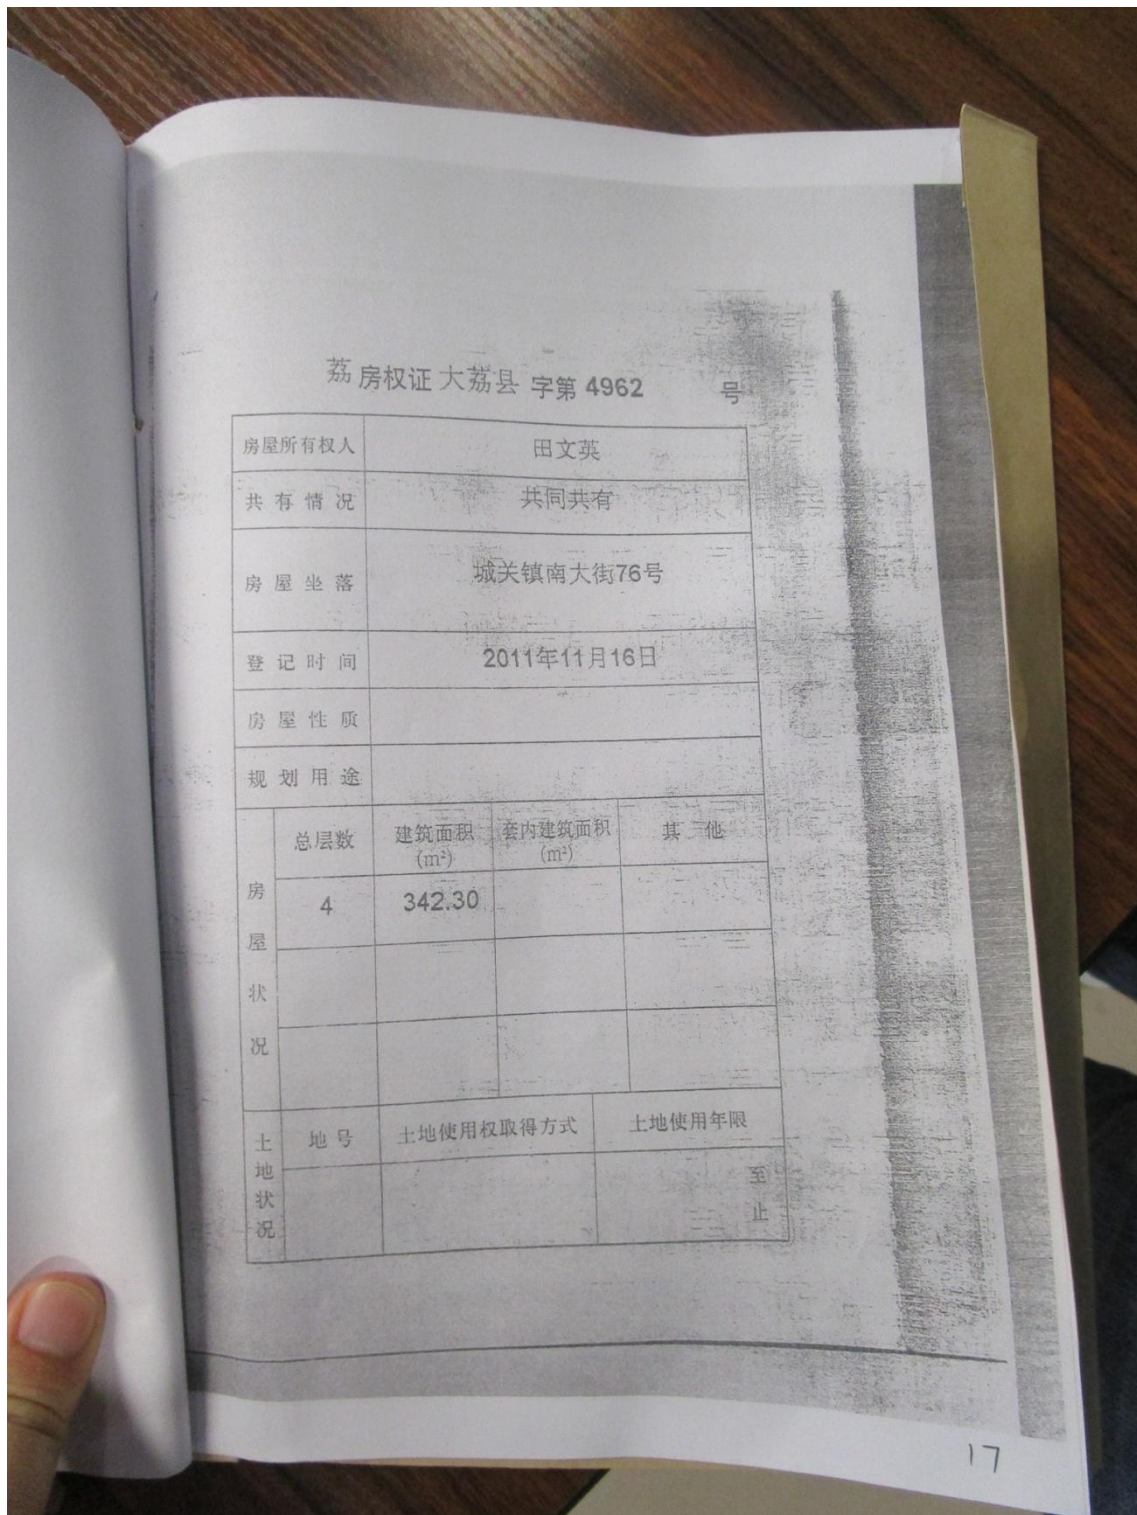 荔房权证 大荔县 字第 4962 号
房屋所有权人 田文英
共有情况 共同共有
房屋坐落 城关镇南大街76号
登记时间 2011年11月16日
房屋性质
规划用途
房屋状况
总层数 建筑面积(m²) 套内建筑面积(m²) 其他
4 342.30
土地状况
地号 土地使用权取得方式 土地使用年限
至
止
17